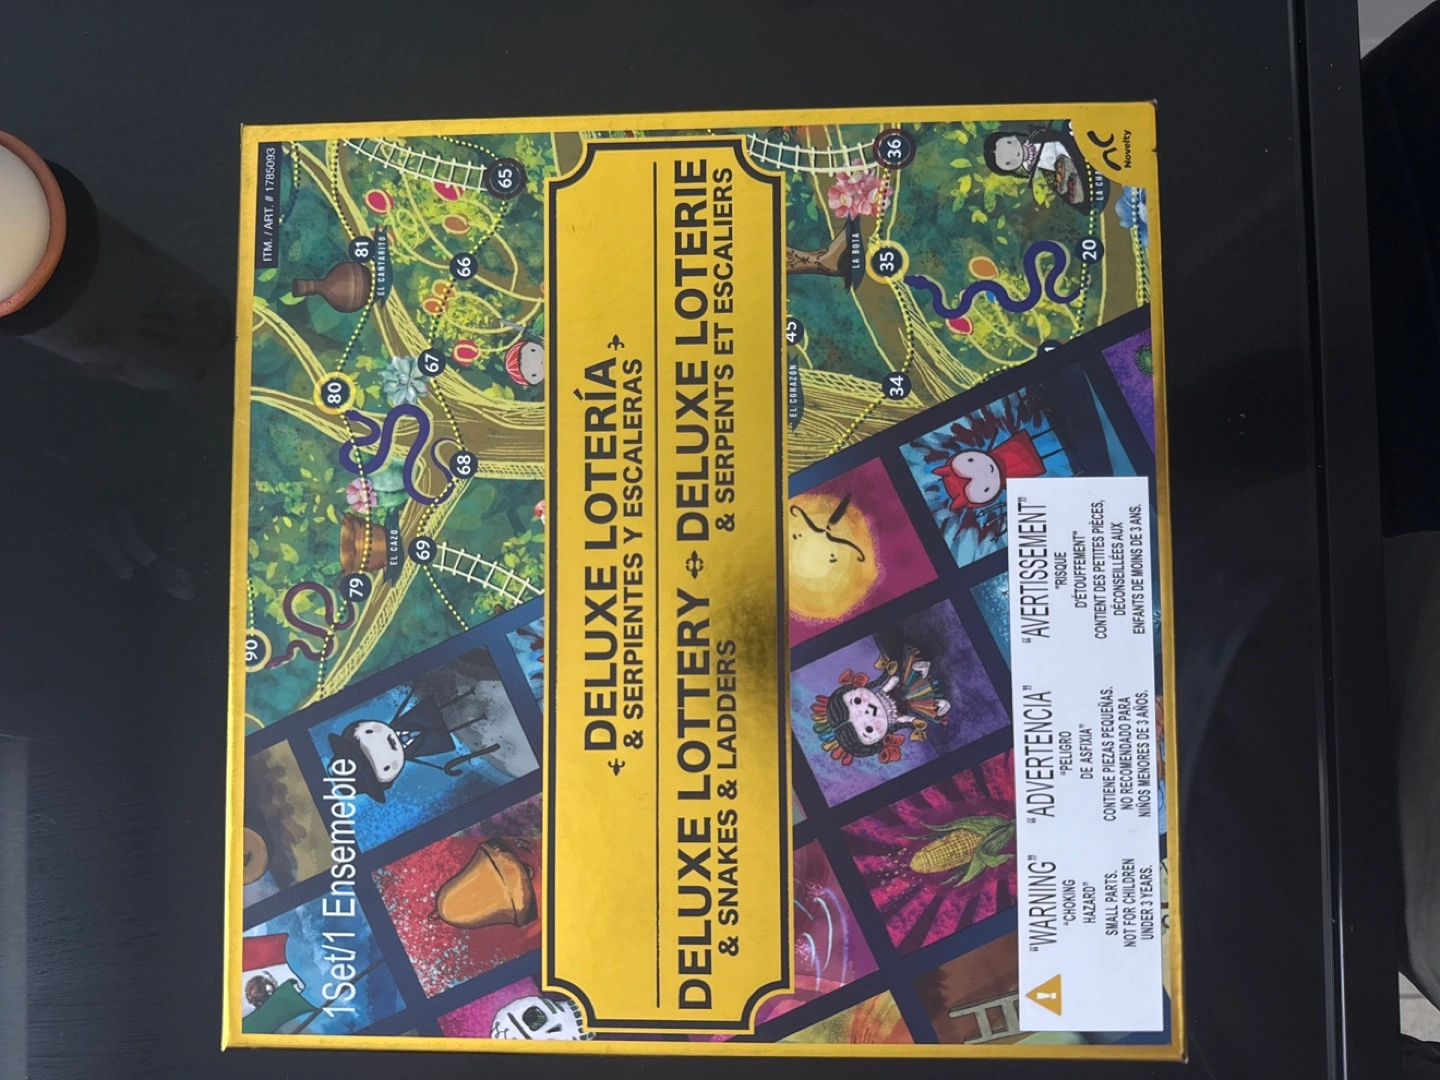 1Set/1 Ensemeble
ITM. / ART. # 1785093
90
81
EL CANTARITO
80
79
EL CAZO
65
66
67
68
69
DELUXE LOTERÍA
& SERPIENTES Y ESCALERAS
DELUXE LOTTERY
& SNAKES & LADDERS
DELUXE LOTERIE
& SERPENTS ET ESCALIERS
45
EL CORAZÓN
LA BOTA
36
35
34
20
Novelty
"WARNING"
"CHOKING
HAZARD"
SMALL PARTS.
NOT FOR CHILDREN
UNDER 3 YEARS.
"ADVERTENCIA"
"PELIGRO
DE ASFIXIA"
CONTIENE PIEZAS PEQUEÑAS.
NO RECOMENDADO PARA
NIÑOS MENORES DE 3 AÑOS.
"AVERTISSEMENT"
"RISQUE
D'ÉTOUFFEMENT"
CONTIENT DES PETITES PIÈCES,
DÉCONSEILLÉES AUX
ENFANTS DE MOINS DE 3 ANS.